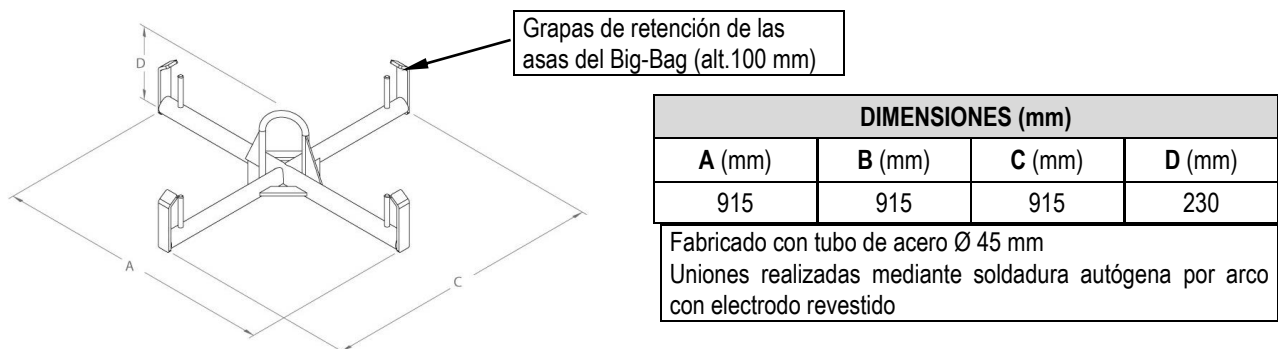 Grapas de retención de las
asas del Big-Bag (alt.100 mm)
D
A
C
DIMENSIONES (mm)
A (mm) B (mm) C (mm) D (mm)
915 915 915 230
Fabricado con tubo de acero Ø 45 mm
Uniones realizadas mediante soldadura autógena por arco
con electrodo revestido